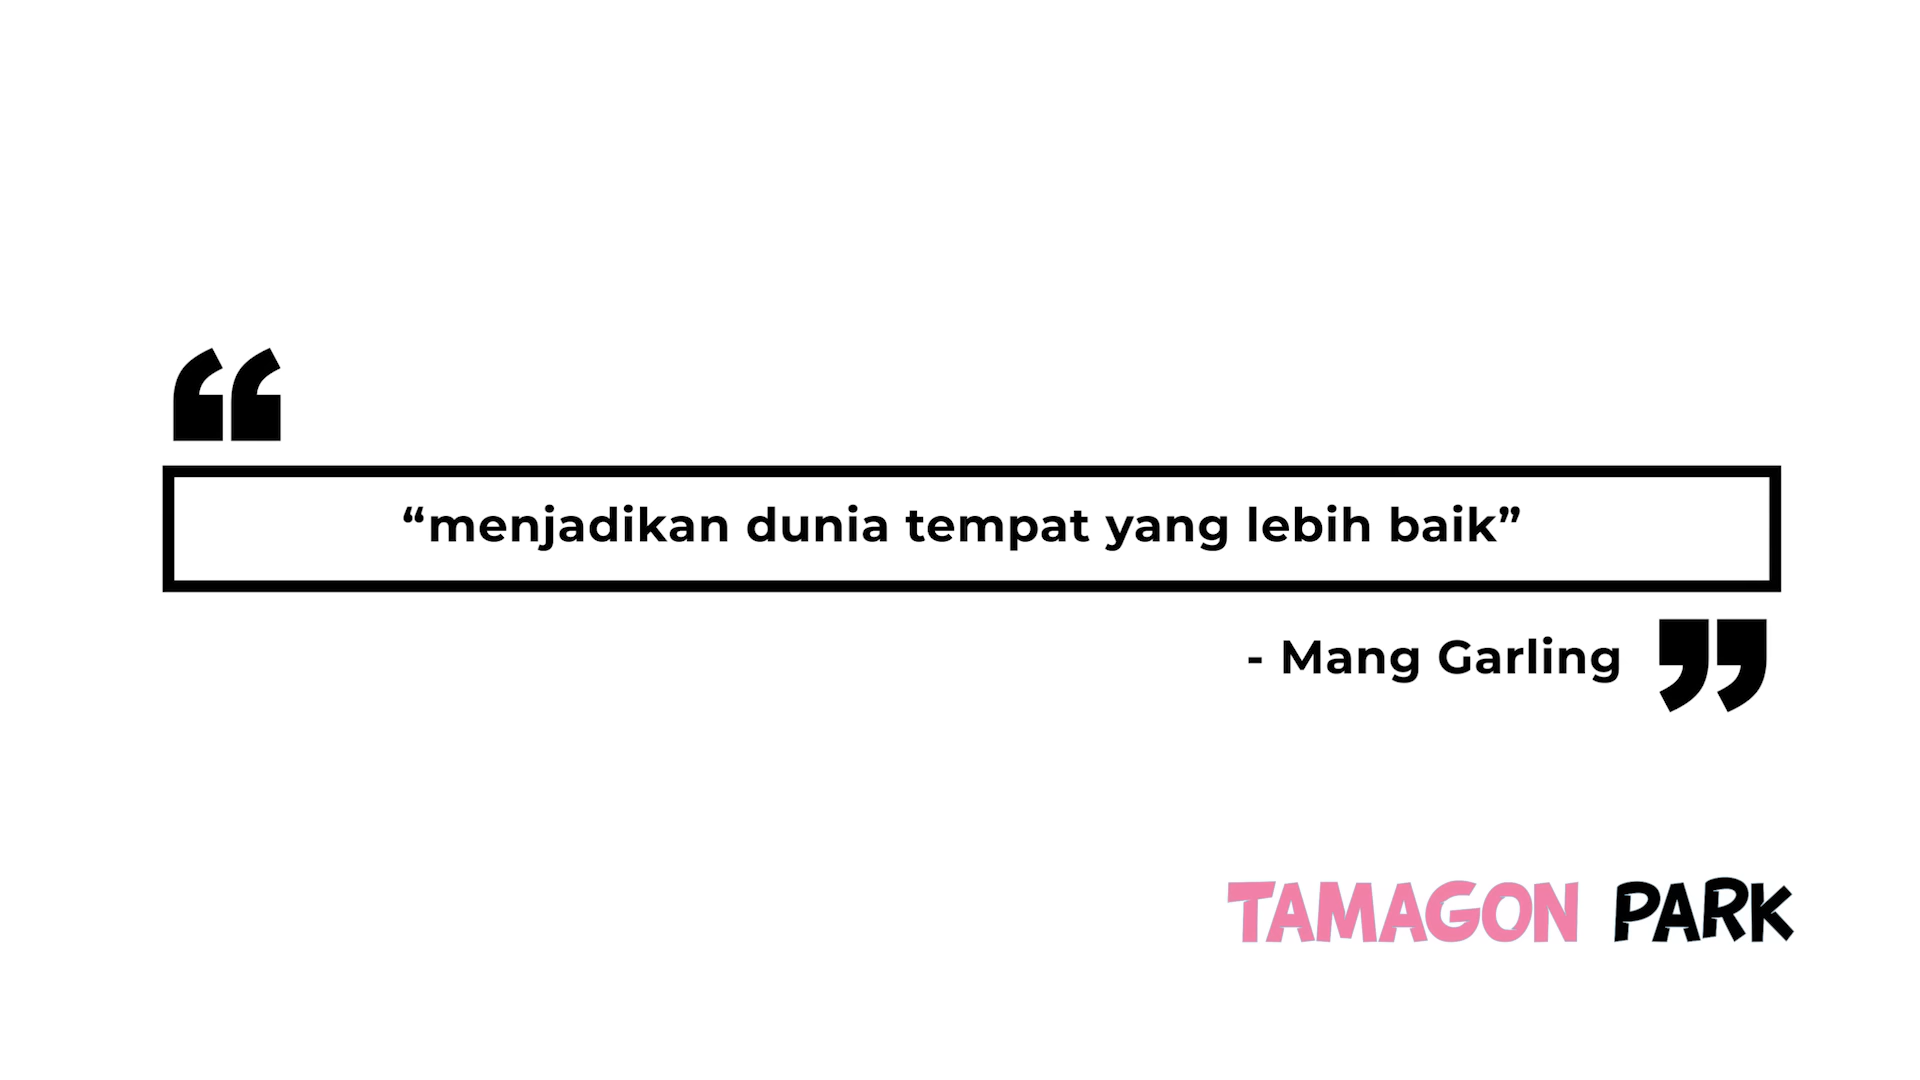 “menjadikan dunia tempat yang lebih baik”
- Mang Garling
TAMAGON PARK